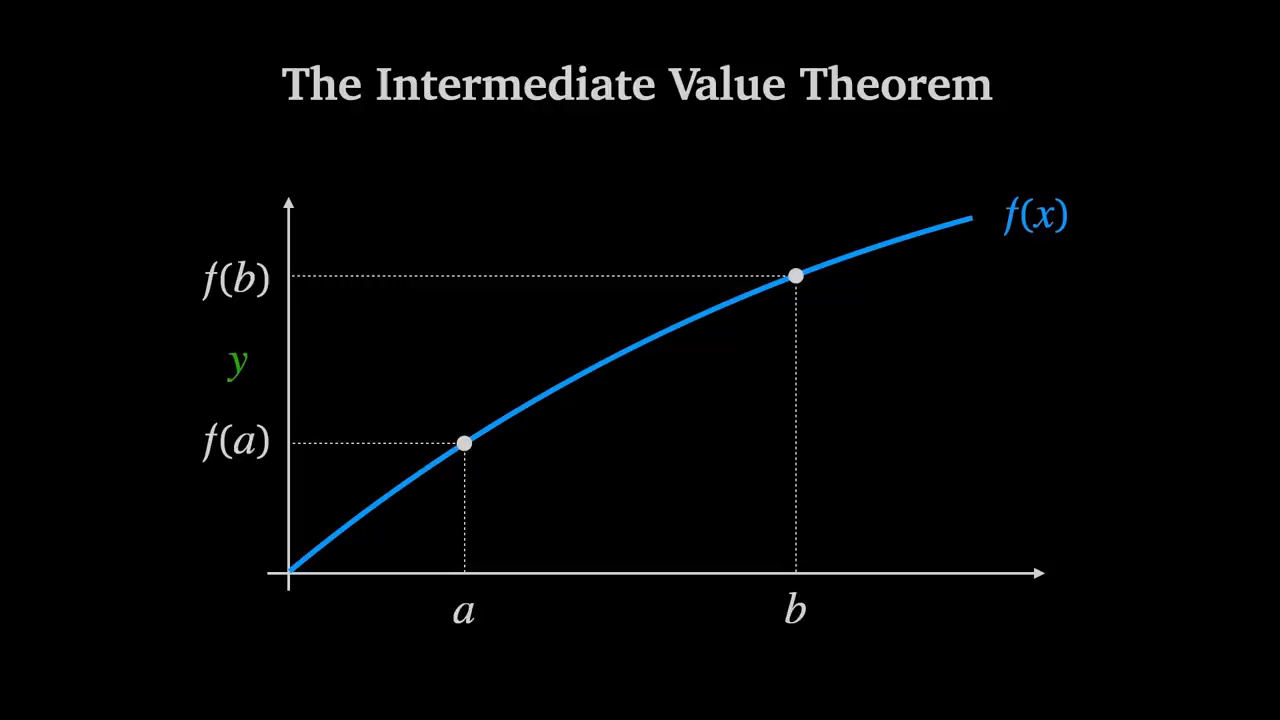 The Intermediate Value Theorem
f(x)
f(b)
y
f(a)
a
b